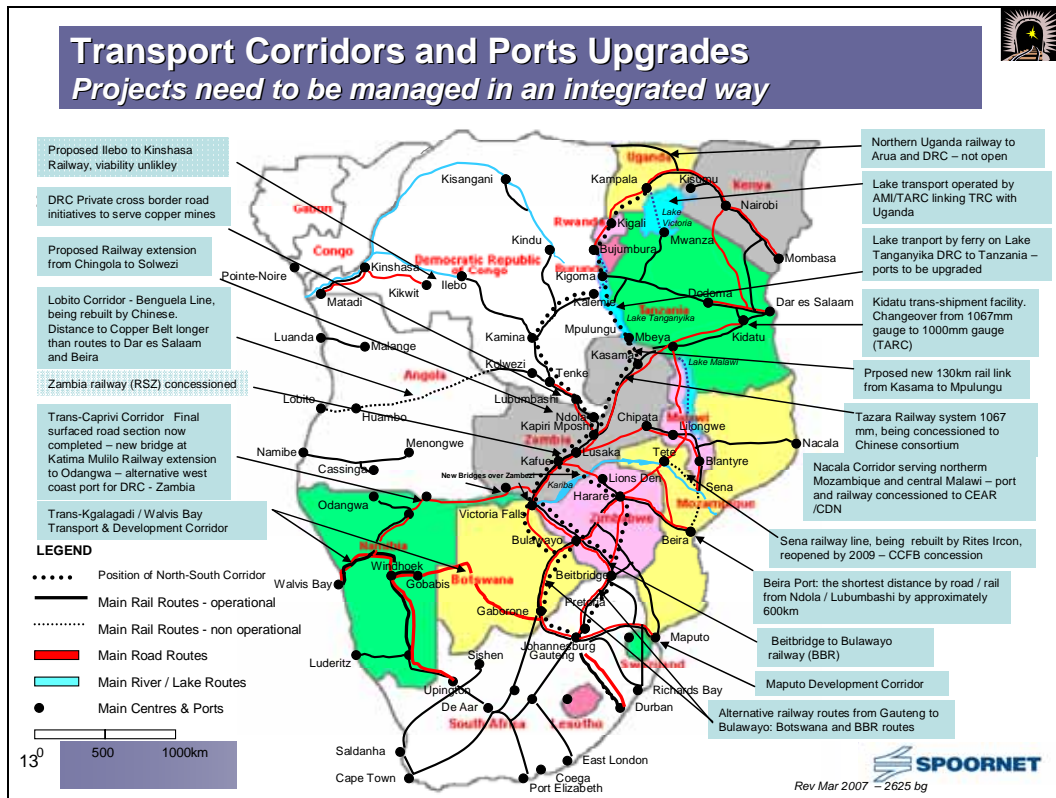 Transport Corridors and Ports Upgrades
Projects need to be managed in an integrated way
Proposed Ilebo to Kinshasa
Railway, viability unlikley
DRC Private cross border road
initiatives to serve copper mines
Proposed Railway extension
from Chingola to Solwezi
Lobito Corridor - Benguela Line,
being rebuilt by Chinese.
Distance to Copper Belt longer
than routes to Dar es Salaam
and Beira
Zambia railway (RSZ) concessioned
Trans-Caprivi Corridor Final
surfaced road section now
completed – new bridge at
Katima Mulilo Railway extension
to Odangwa – alternative west
coast port for DRC - Zambia
Trans-Kgalagadi / Walvis Bay
Transport & Development Corridor
LEGEND
Position of North-South Corridor
Main Rail Routes - operational
Main Rail Routes - non operational
Main Road Routes
Main River / Lake Routes
Main Centres & Ports
0 500 1000km
13
Gabon
Congo
Pointe-Noire
Matadi
Kinshasa
Kikwit
Ilebo
Democratic Republic
of Congo
Kisangani
Kindu
Kamina
Kolwezi
Tenke
Lubumbashi
Ndola
Kapiri Mposhi
Luanda
Malange
Angola
Lobito
Huambo
Namibe
Menongwe
Cassinga
Uganda
Kampala
Kisumu
Kenya
Nairobi
Mombasa
Lake
Victoria
Rwanda
Kigali
Mwanza
Bujumbura
Burundi
Kigoma
Kalemie
Dodoma
Dar es Salaam
Tanzania
Lake Tanganyika
Mpulungu
Mbeya
Kidatu
Kasama
Lake Malawi
Chipata
Malawi
Lilongwe
Nacala
Zambia
Lusaka
Kafue
Tete
Blantyre
Kariba
Lions Den
Sena
New Bridges over Zambezi
Harare
Mozambique
Victoria Falls
Zimbabwe
Beira
Odangwa
Bulawayo
Namibia
Walvis Bay
Windhoek
Gobabis
Botswana
Beitbridge
Gaborone
Pretoria
Johannesburg
Gauteng
Maputo
Swaziland
Luderitz
Sishen
Upington
Richards Bay
De Aar
Durban
South Africa
Lesotho
Saldanha
Cape Town
East London
Coega
Port Elizabeth
Northern Uganda railway to
Arua and DRC – not open
Lake transport operated by
AMI/TARC linking TRC with
Uganda
Lake tranport by ferry on Lake
Tanganyika DRC to Tanzania –
ports to be upgraded
Kidatu trans-shipment facility.
Changeover from 1067mm
gauge to 1000mm gauge
(TARC)
Prposed new 130km rail link
from Kasama to Mpulungu
Tazara Railway system 1067
mm, being concessioned to
Chinese consortium
Nacala Corridor serving northerm
Mozambique and central Malawi – port
and railway concessioned to CEAR
/CDN
Sena railway line, being rebuilt by Rites Ircon,
reopened by 2009 – CCFB concession
Beira Port: the shortest distance by road / rail
from Ndola / Lubumbashi by approximately
600km
Beitbridge to Bulawayo
railway (BBR)
Maputo Development Corridor
Alternative railway routes from Gauteng to
Bulawayo: Botswana and BBR routes
SPOORNET
Rev Mar 2007 – 2625 bg